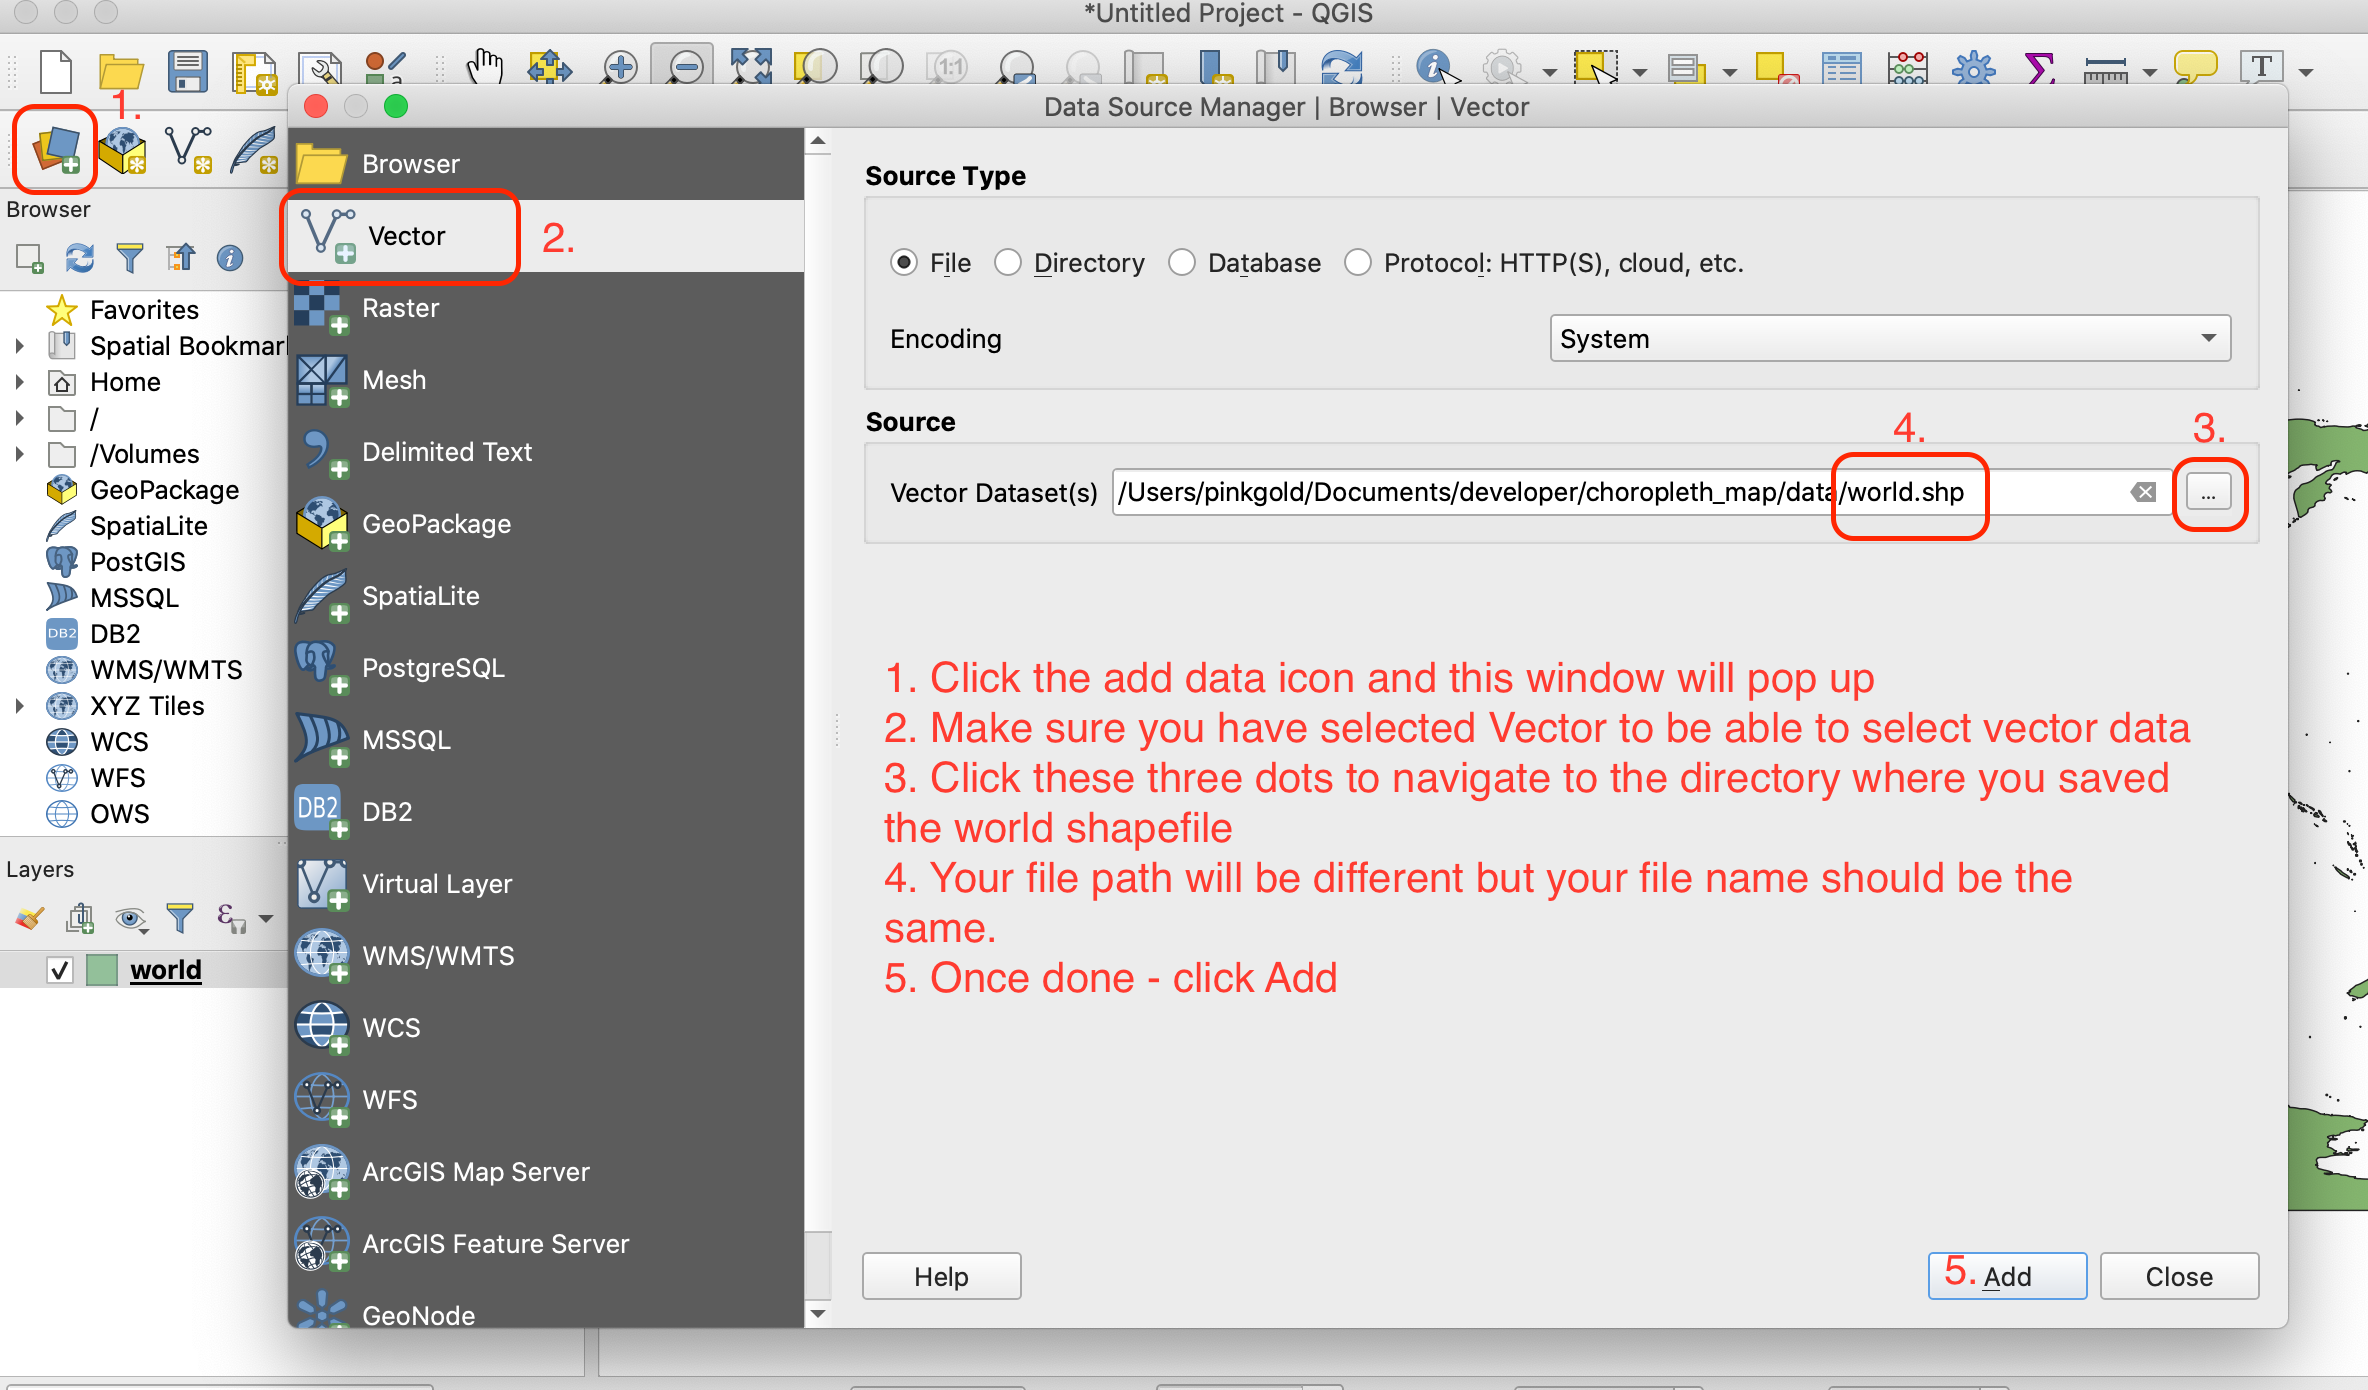 *Untitled Project - QGIS
1:1
T
1.
Data Source Manager | Browser | Vector
Browser
Favorites
Spatial Bookmar
Home
/
/Volumes
GeoPackage
SpatiaLite
PostGIS
MSSQL
DB2 DB2
WMS/WMTS
XYZ Tiles
WCS
WFS
OWS
Layers
world
Browser
Vector
2.
Raster
Mesh
Delimited Text
GeoPackage
SpatiaLite
PostgreSQL
MSSQL
DB2 DB2
Virtual Layer
WMS/WMTS
WCS
WFS
ArcGIS Map Server
ArcGIS Feature Server
GeoNode
Source Type
File Directory Database Protocol: HTTP(S), cloud, etc.
Encoding System
Source
4. 3.
Vector Dataset(s) /Users/pinkgold/Documents/developer/choropleth_map/data/world.shp ...
1. Click the add data icon and this window will pop up
2. Make sure you have selected Vector to be able to select vector data
3. Click these three dots to navigate to the directory where you saved
the world shapefile
4. Your file path will be different but your file name should be the
same.
5. Once done - click Add
Help 5. Add Close